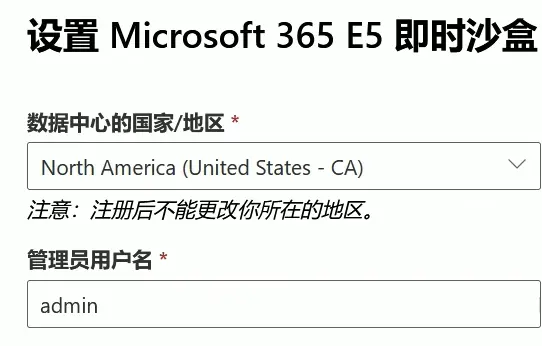 设置 Microsoft 365 E5 即时沙盒
数据中心的国家/地区 *
North America (United States - CA)
注意：注册后不能更改你所在的地区。
管理员用户名 *
admin